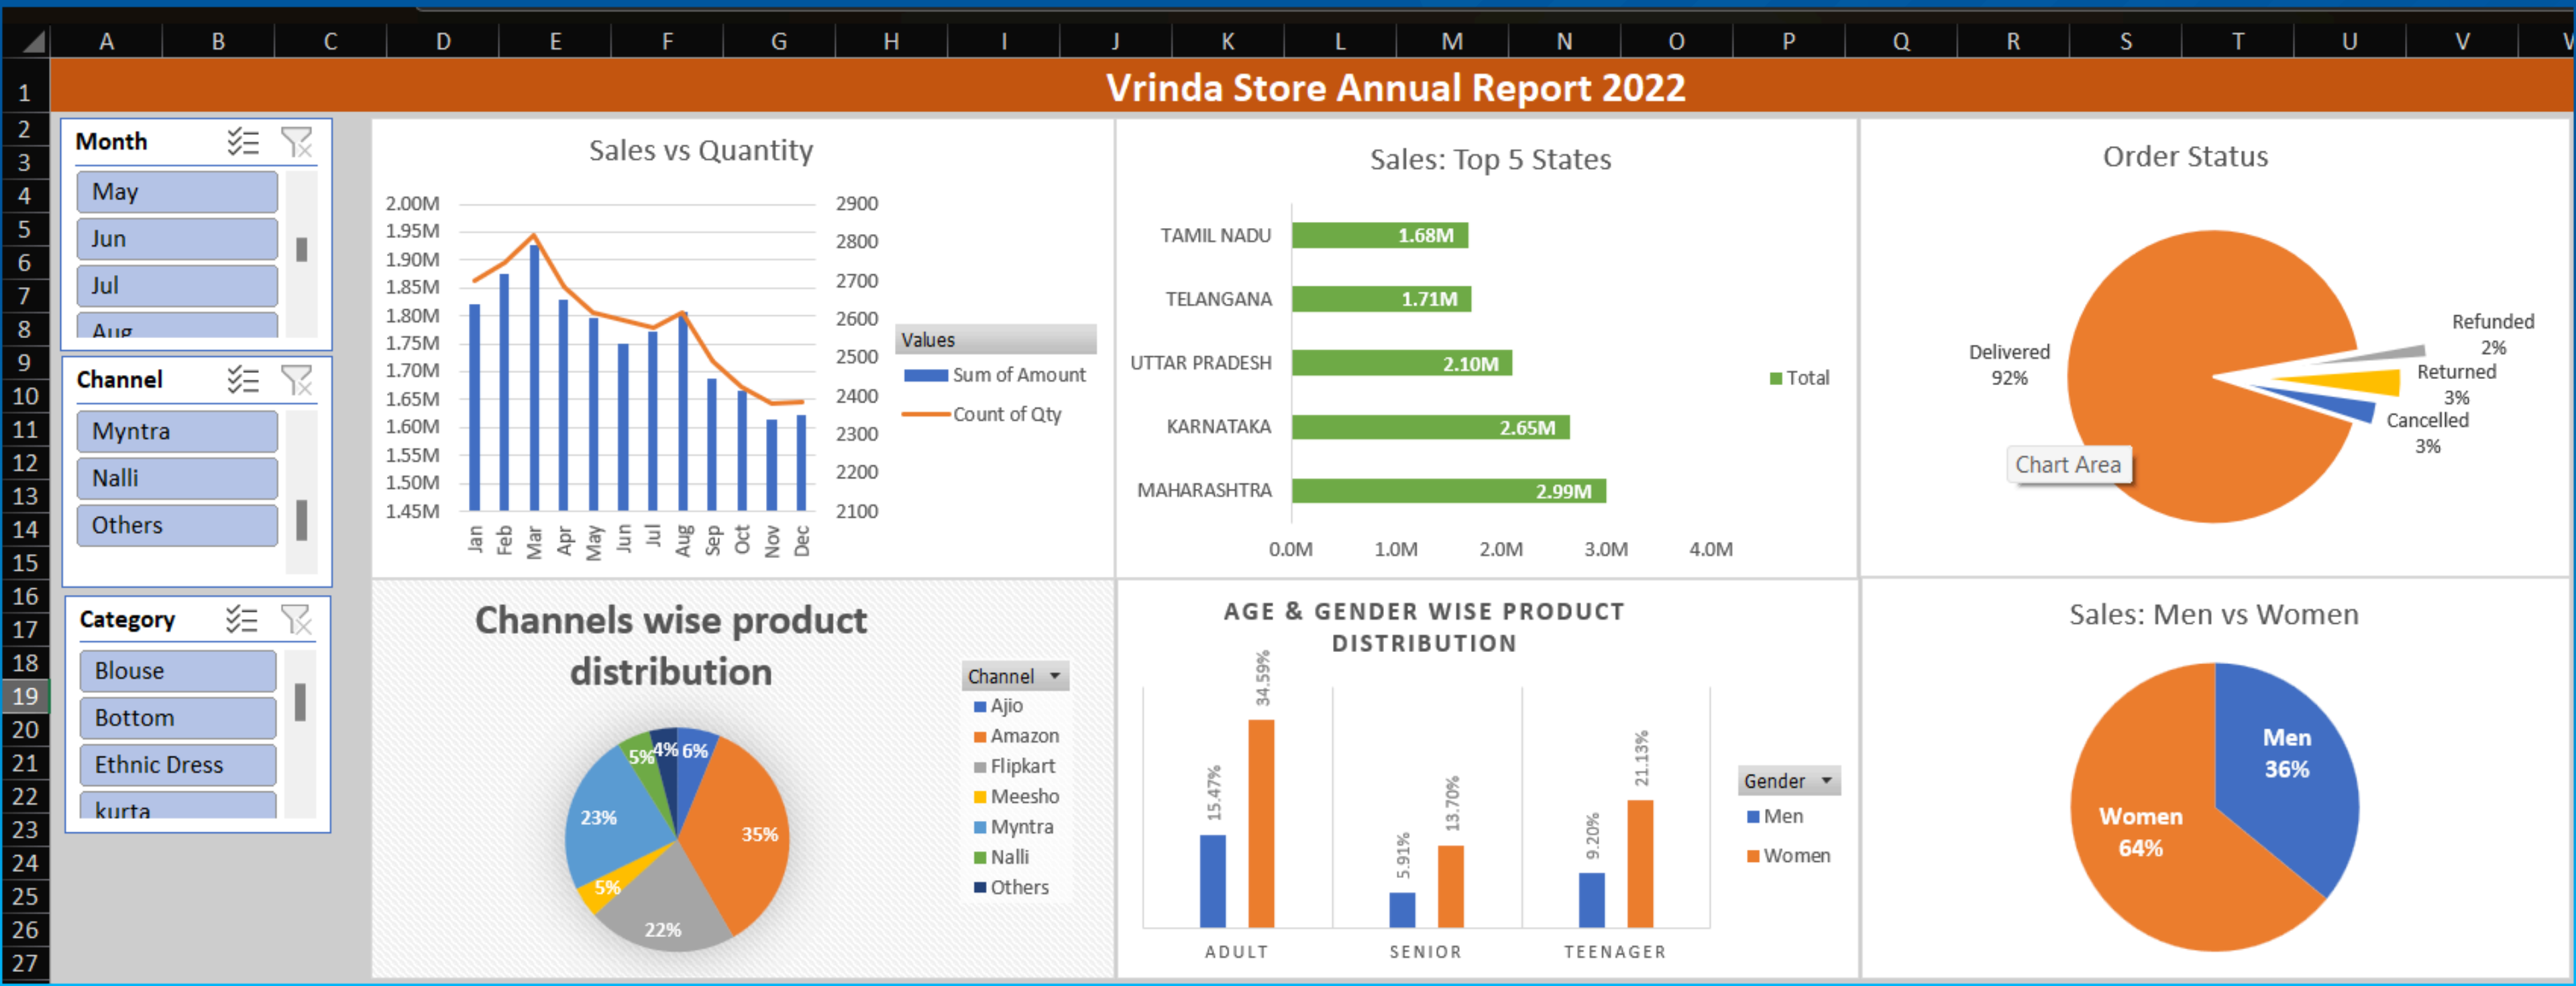 A B C D E F G H I J K L M N O P Q R S T U V
1 2 3 4 5 6 7 8 9 10 11 12 13 14 15 16 17 18 19 20 21 22 23 24 25 26 27
Vrinda Store Annual Report 2022
Month
May
Jun
Jul
Aug
Channel
Myntra
Nalli
Others
Category
Blouse
Bottom
Ethnic Dress
kurta
Sales vs Quantity
2.00M
1.95M
1.90M
1.85M
1.80M
1.75M
1.70M
1.65M
1.60M
1.55M
1.50M
1.45M
2900
2800
2700
2600
2500
2400
2300
2200
2100
Jan Feb Mar Apr May Jun Jul Aug Sep Oct Nov Dec
Values
Sum of Amount
Count of Qty
Sales: Top 5 States
TAMIL NADU 1.68M
TELANGANA 1.71M
UTTAR PRADESH 2.10M
KARNATAKA 2.65M
MAHARASHTRA 2.99M
0.0M 1.0M 2.0M 3.0M 4.0M
Total
Order Status
Delivered
92%
Refunded
2%
Returned
3%
Cancelled
3%
Chart Area
Channels wise product
distribution
4% 6%
5%
23%
35%
5%
22%
Channel
Ajio
Amazon
Flipkart
Meesho
Myntra
Nalli
Others
AGE & GENDER WISE PRODUCT
DISTRIBUTION
15.47% 34.59% 5.91% 13.70% 9.20% 21.13%
ADULT SENIOR TEENAGER
Gender
Men
Women
Sales: Men vs Women
Men
36%
Women
64%